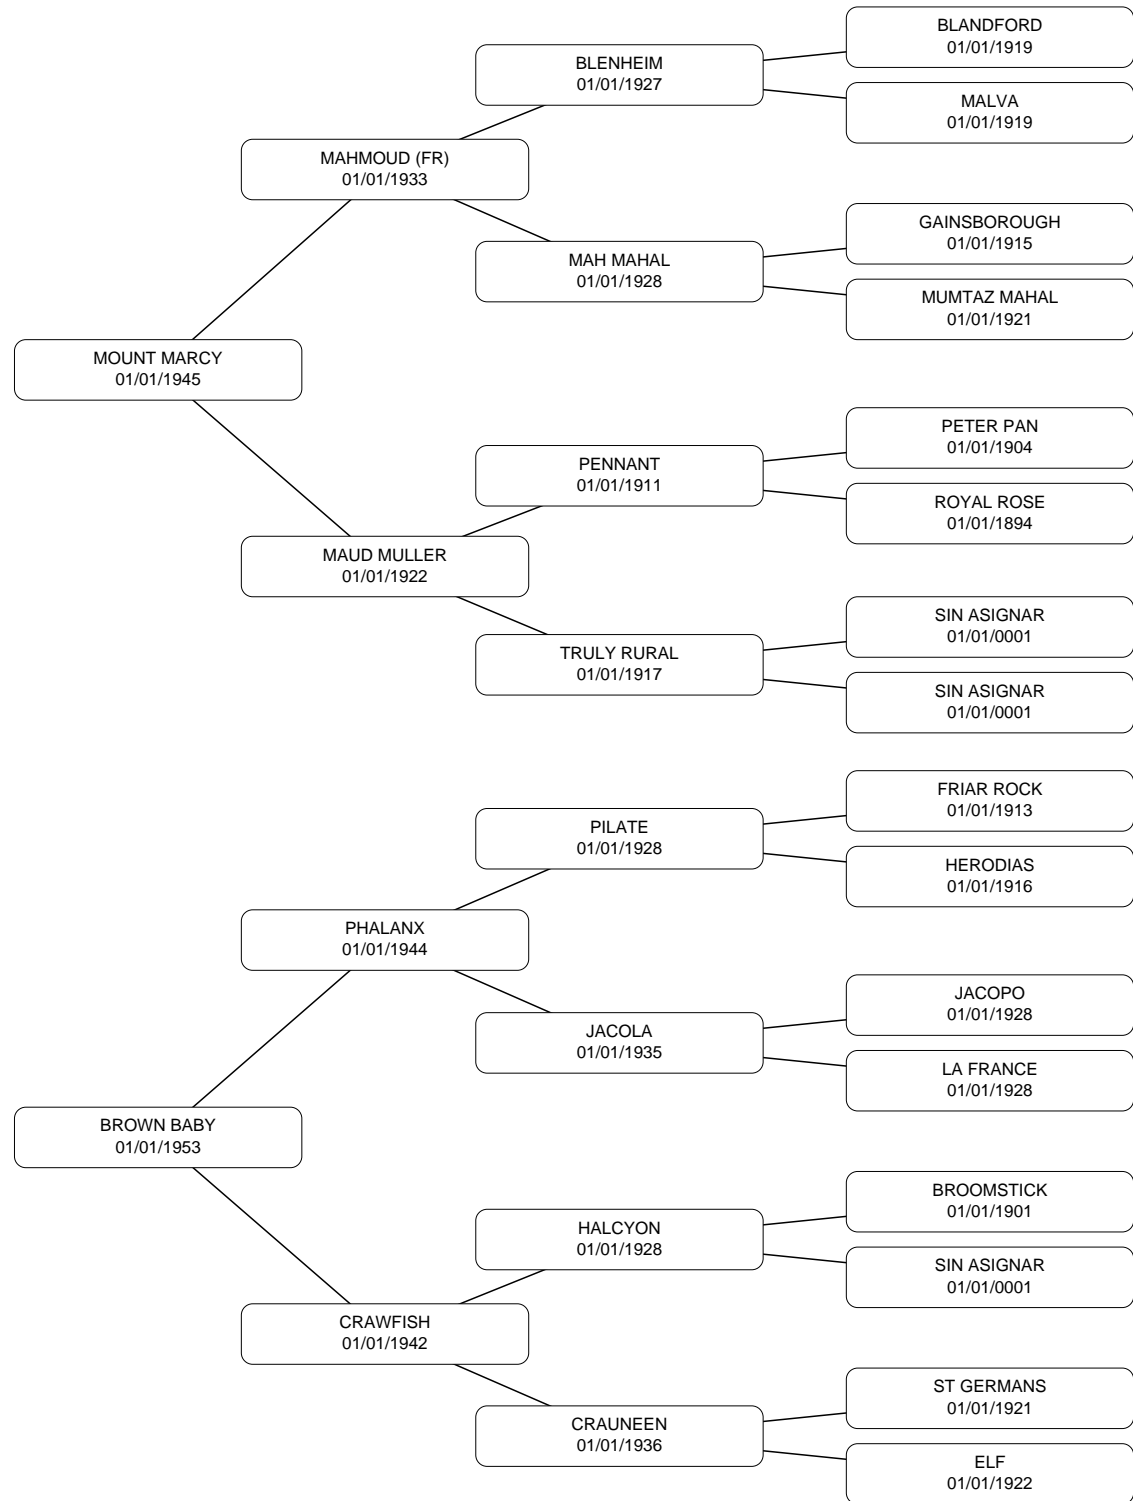 BLANDFORD
01/01/1919
BLENHEIM
01/01/1927
MALVA
01/01/1919
MAHMOUD (FR)
01/01/1933
GAINSBOROUGH
01/01/1915
MAH MAHAL
01/01/1928
MUMTAZ MAHAL
01/01/1921
MOUNT MARCY
01/01/1945
PETER PAN
01/01/1904
PENNANT
01/01/1911
ROYAL ROSE
01/01/1894
MAUD MULLER
01/01/1922
SIN ASIGNAR
01/01/0001
TRULY RURAL
01/01/1917
SIN ASIGNAR
01/01/0001
FRIAR ROCK
01/01/1913
PILATE
01/01/1928
HERODIAS
01/01/1916
PHALANX
01/01/1944
JACOPO
01/01/1928
JACOLA
01/01/1935
LA FRANCE
01/01/1928
BROWN BABY
01/01/1953
BROOMSTICK
01/01/1901
HALCYON
01/01/1928
SIN ASIGNAR
01/01/0001
CRAWFISH
01/01/1942
ST GERMANS
01/01/1921
CRAUNEEN
01/01/1936
ELF
01/01/1922